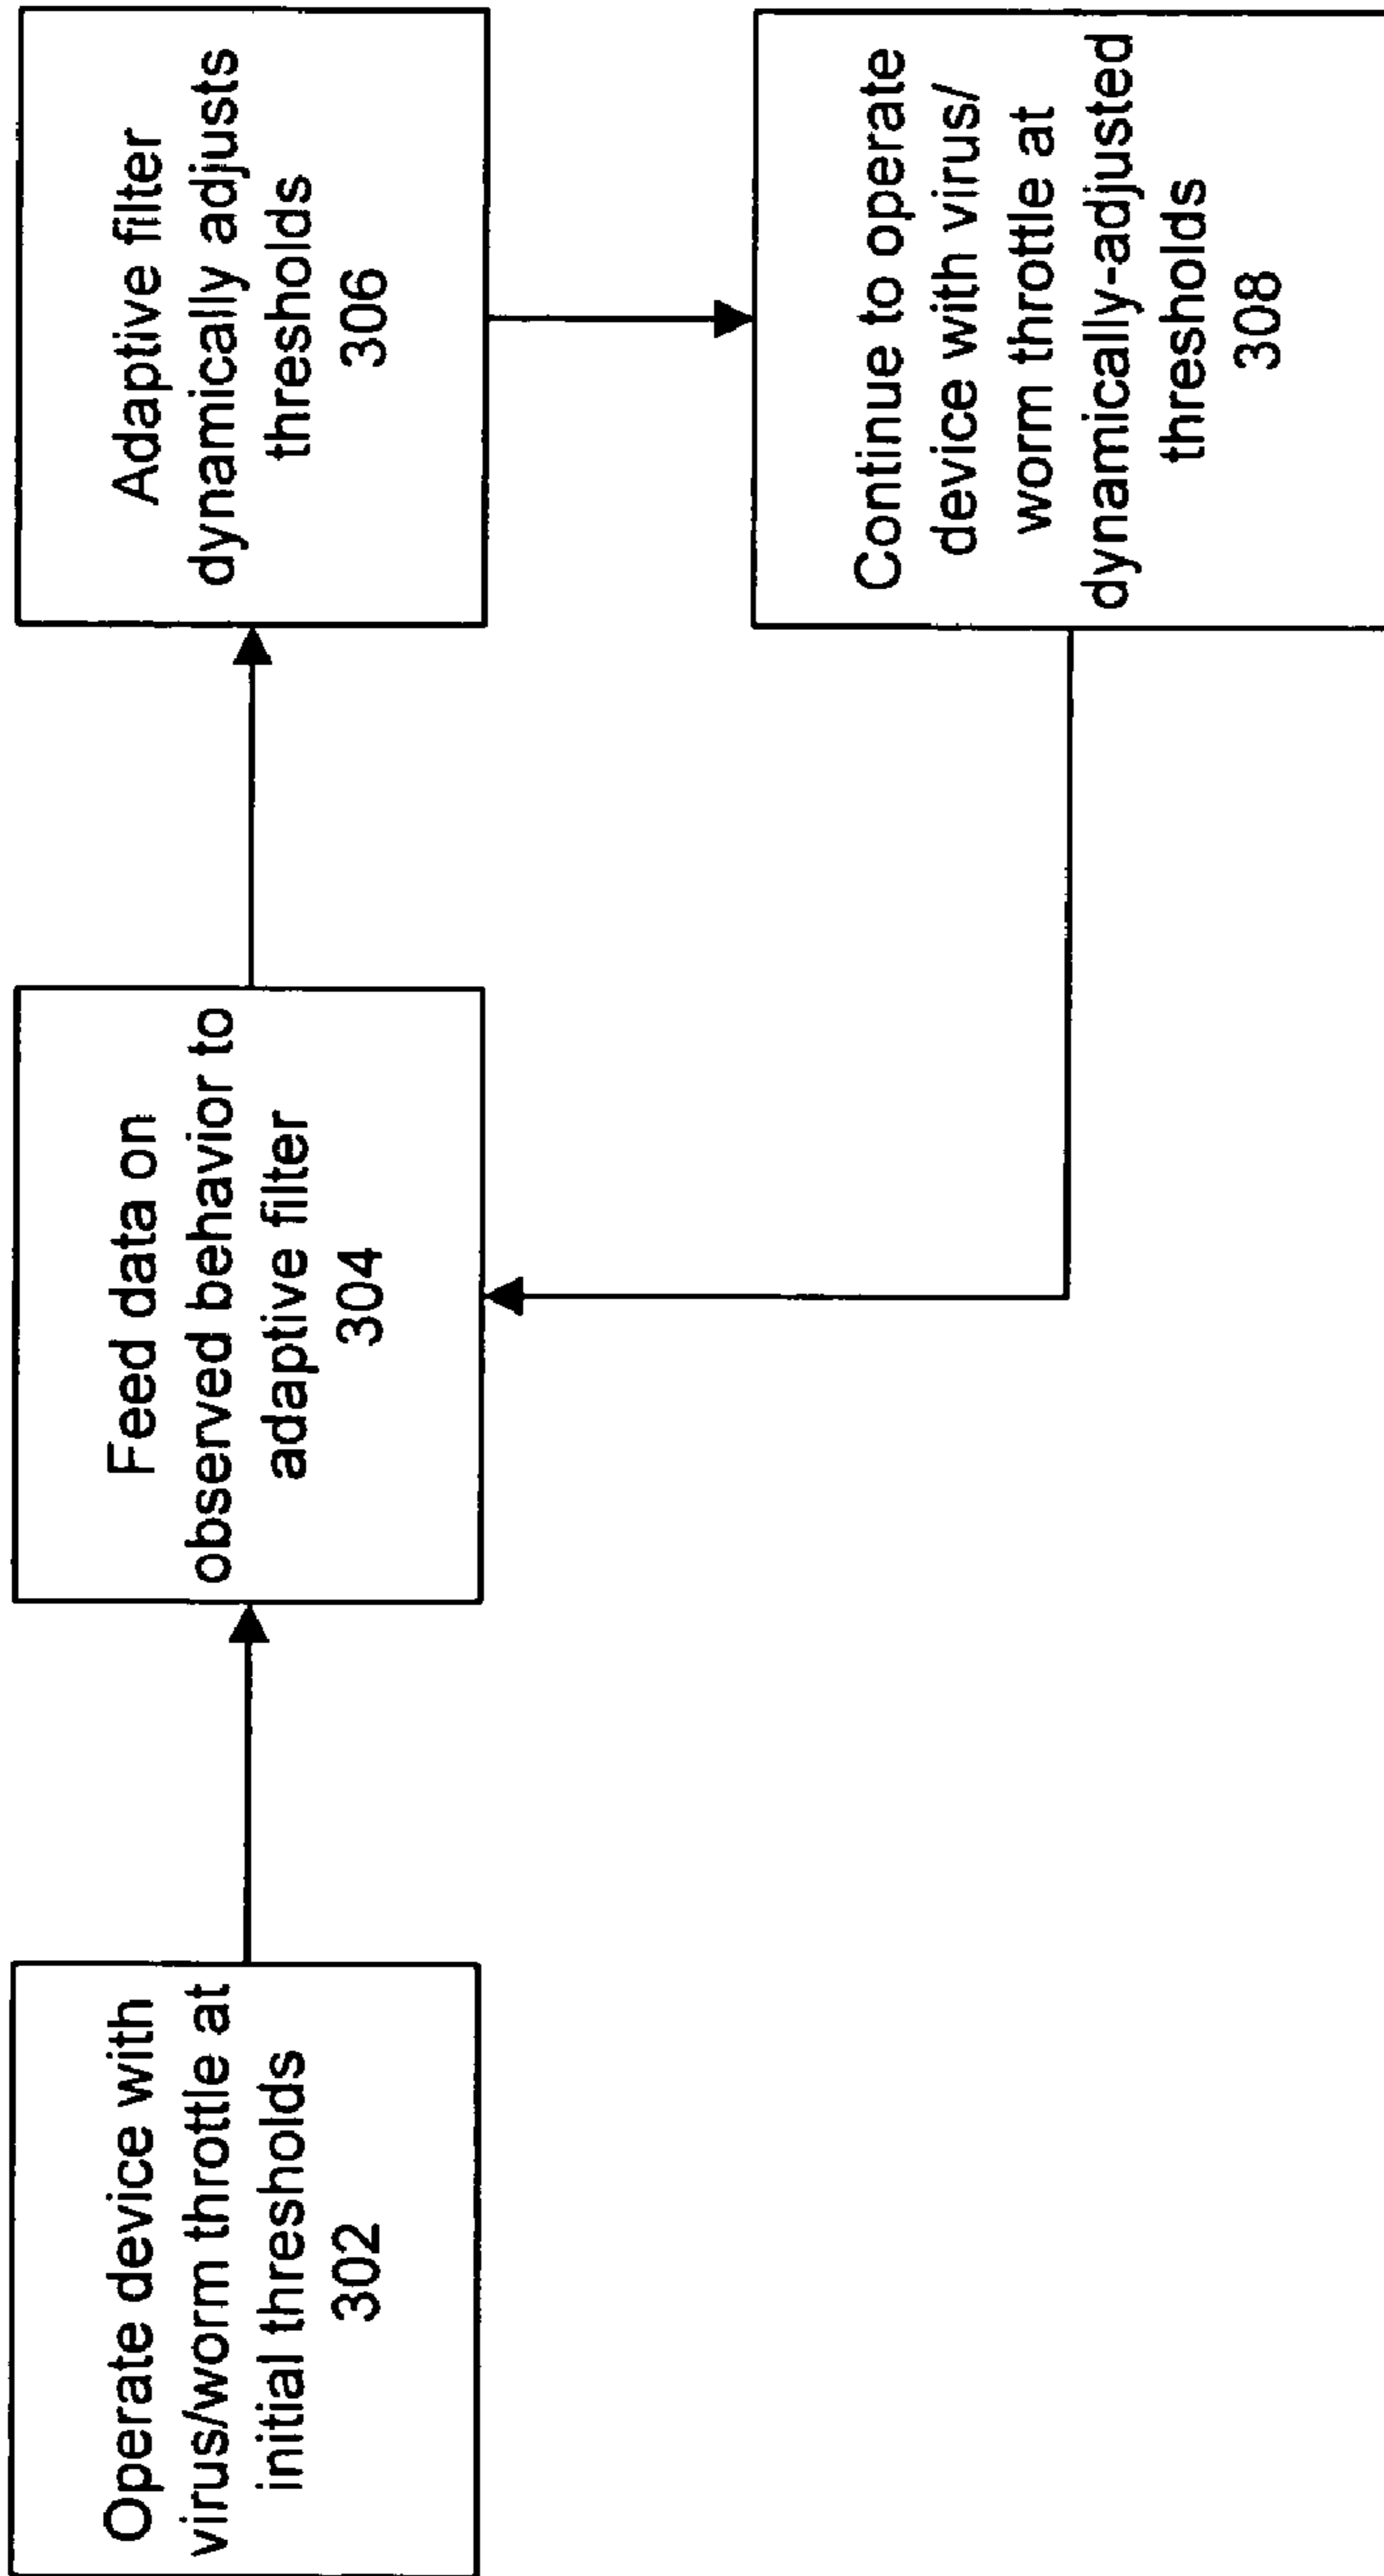 Operate device with
virus/worm throttle at
initial thresholds
302
Feed data on
observed behavior to
adaptive filter
304
Adaptive filter
dynamically adjusts
thresholds
306
Continue to operate
device with virus/
worm throttle at
dynamically-adjusted
thresholds
308